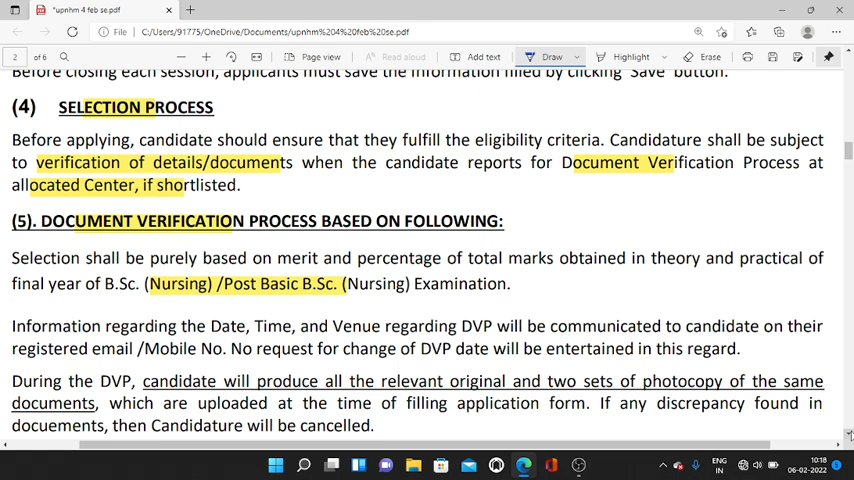 *upnhm 4 feb se.pdf
File C:/Users/91775/OneDrive/Documents/upnhm%204%20feb%20se.pdf
2 of 6 Page view Read aloud Add text Draw Highlight Erase
Before closing each session, applicants must save the information filled by clicking 'Save' button.
(4) SELECTION PROCESS
Before applying, candidate should ensure that they fulfill the eligibility criteria. Candidature shall be subject
to verification of details/documents when the candidate reports for Document Verification Process at
allocated Center, if shortlisted.
(5). DOCUMENT VERIFICATION PROCESS BASED ON FOLLOWING:
Selection shall be purely based on merit and percentage of total marks obtained in theory and practical of
final year of B.Sc. (Nursing) /Post Basic B.Sc. (Nursing) Examination.
Information regarding the Date, Time, and Venue regarding DVP will be communicated to candidate on their
registered email /Mobile No. No request for change of DVP date will be entertained in this regard.
During the DVP, candidate will produce all the relevant original and two sets of photocopy of the same
documents, which are uploaded at the time of filling application form. If any discrepancy found in
docuements, then Candidature will be cancelled.
ENG 10:18
IN 06-02-2022 5